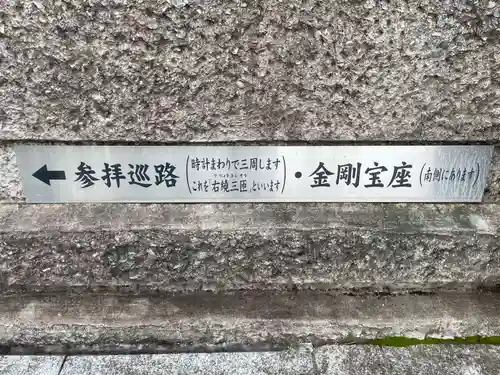 ← 参拝巡路(時計まわりで三周します
これを"右繞三匝"といいます)・金剛宝座(南側にあります)